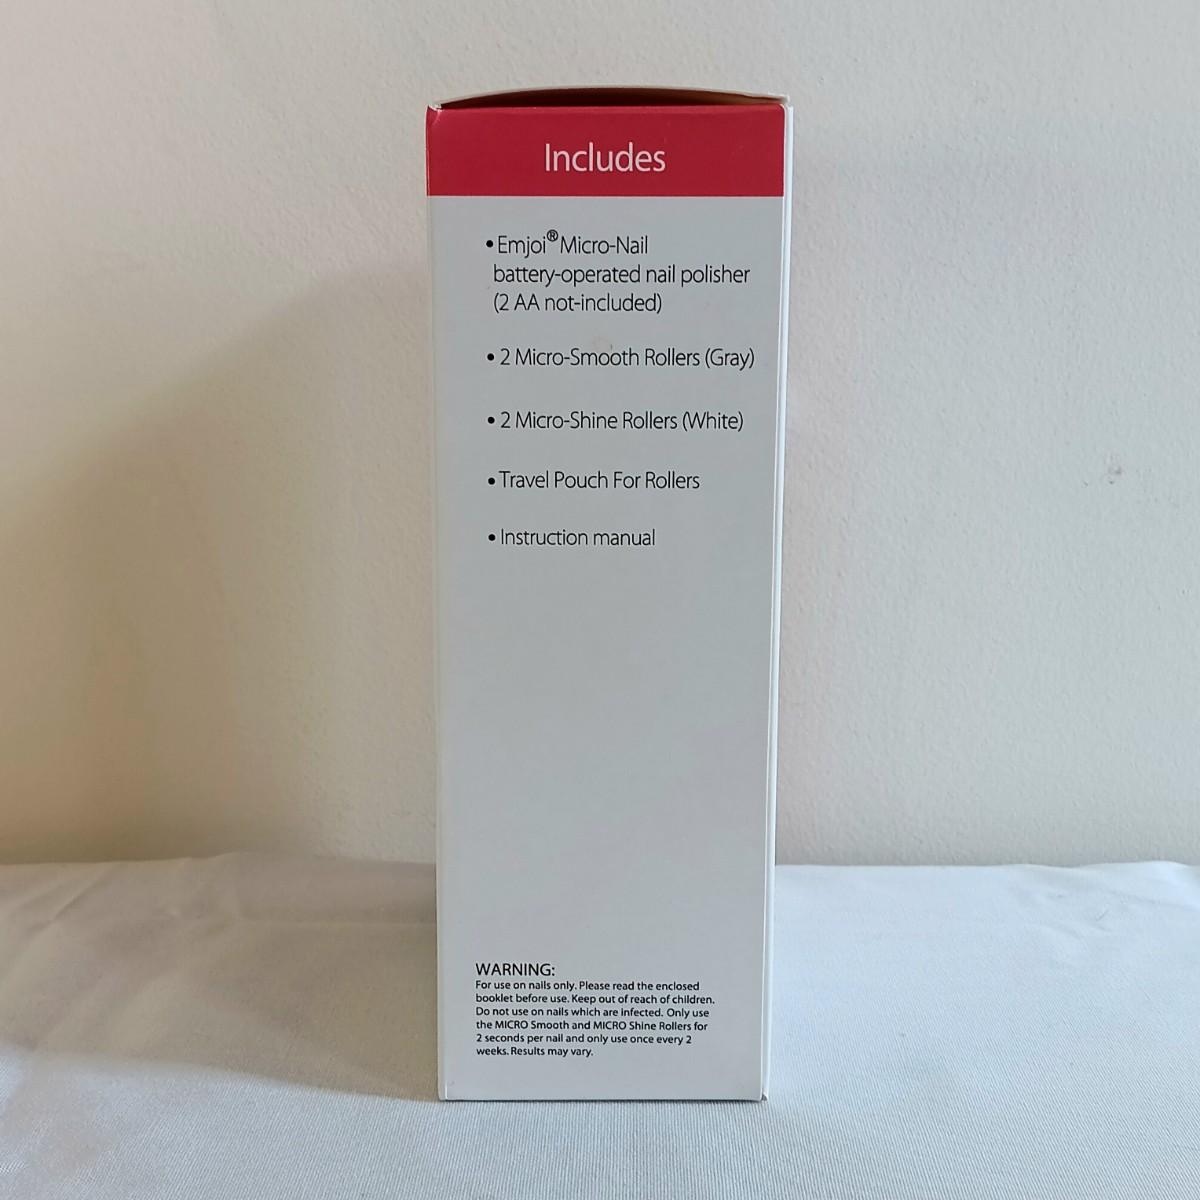 Includes
• Emjoi® Micro-Nail
battery-operated nail polisher
(2 AA not-included)
• 2 Micro-Smooth Rollers (Gray)
• 2 Micro-Shine Rollers (White)
• Travel Pouch For Rollers
• Instruction manual
WARNING:
For use on nails only. Please read the enclosed
booklet before use. Keep out of reach of children.
Do not use on nails which are infected. Only use
the MICRO Smooth and MICRO Shine Rollers for
2 seconds per nail and only use once every 2
weeks. Results may vary.